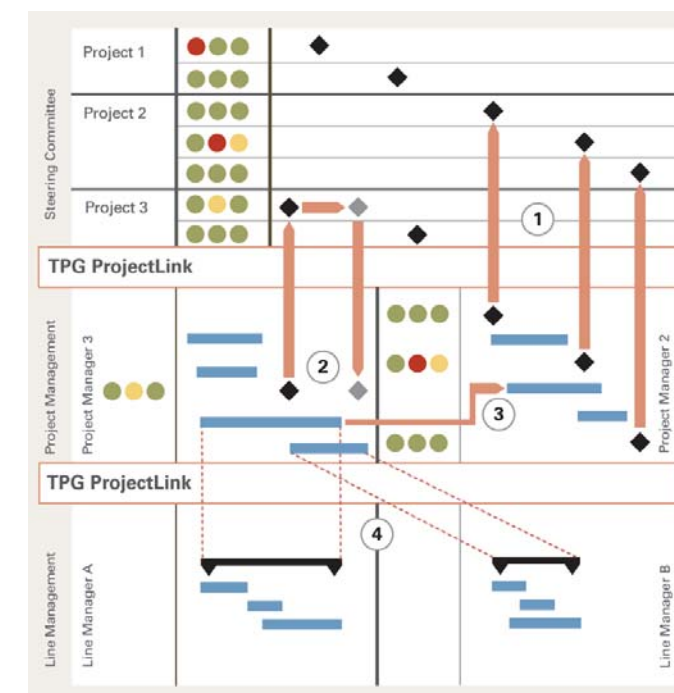 Steering Committee
Project 1
Project 2
Project 3
1
TPG ProjectLink
Project Management
Project Manager 3
2
3
Project Manager 2
TPG ProjectLink
4
Line Management
Line Manager A
Line Manager B